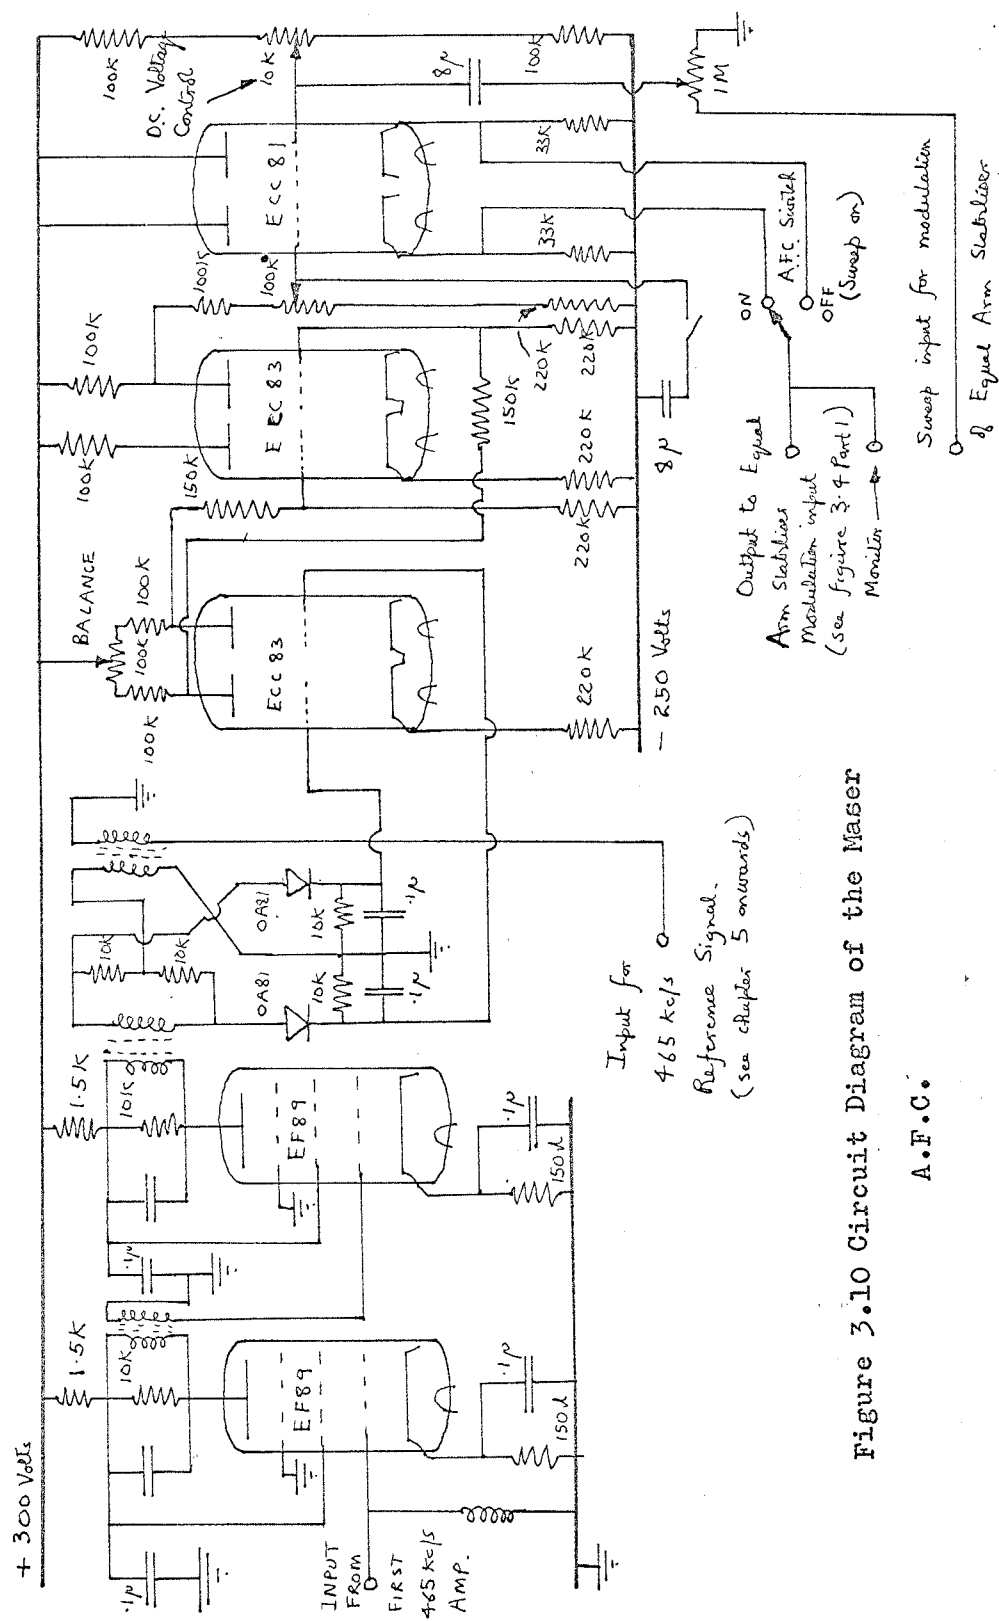 + 300 Volts
.1μ
1.5K
10K
EF89
.1μ
150Ω
INPUT
FROM
FIRST
465 Kc/s
AMP.
.1μ
1.5K
10K
EF89
.1μ
150Ω
10K
10K
OA81
OA81
10K
10K
.1μ
.1μ
Input for
465 kc/s
Reference Signal.
(see chapter 5 onwards)
BALANCE
100K
100K
100K
ECC 83
220K
- 250 Volts
100K
100K
150K
ECC 83
150K
220K
220K
220K
220K
8μ
100K
100K
ECC 81
33K
33K
D.C. Voltage
Control
100K
10K
100K
8μ
1M
ON
A.F.C. Switch
OFF
(Sweep on)
Output to Equal
Arm Stabiliser
Modulation input
(see figure 3.4 Part 1)
Monitor
Sweep input for modulation
of Equal Arm Stabiliser
Figure 3.10 Circuit Diagram of the Maser
A.F.C.